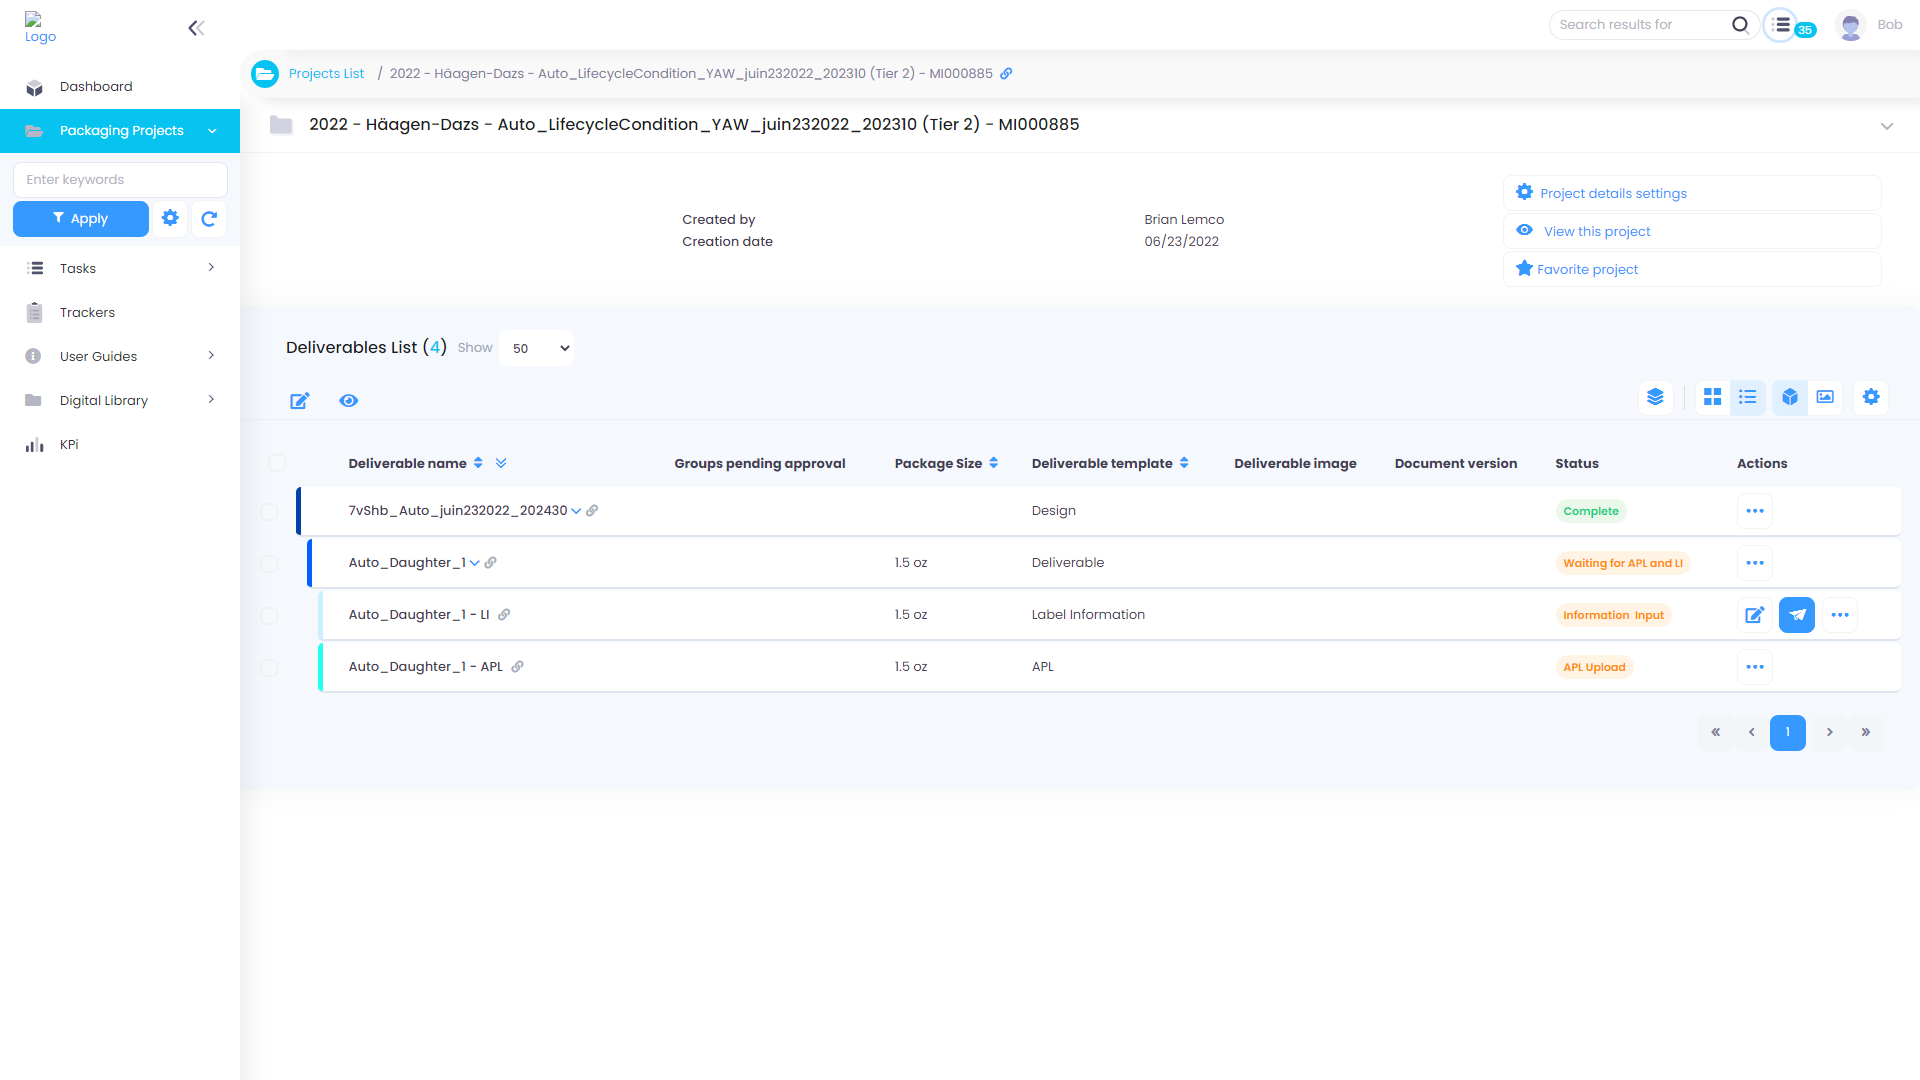 Logo
Search results for
35
Bob
Dashboard
Packaging Projects
Enter keywords
Apply
Tasks
Trackers
User Guides
Digital Library
KPi
Projects List / 2022 - Häagen-Dazs - Auto_LifecycleCondition_YAW_juin232022_202310 (Tier 2) - MI000885
2022 - Häagen-Dazs - Auto_LifecycleCondition_YAW_juin232022_202310 (Tier 2) - MI000885
Created by Brian Lemco
Creation date 06/23/2022
Project details settings
View this project
Favorite project
Deliverables List (4) Show 50
Deliverable name Groups pending approval Package Size Deliverable template Deliverable image Document version Status Actions
7vShb_Auto_juin232022_202430 Design Complete
Auto_Daughter_1 1.5 oz Deliverable Waiting for APL and LI
Auto_Daughter_1 - LI 1.5 oz Label Information Information Input
Auto_Daughter_1 - APL 1.5 oz APL APL Upload
« ‹ 1 › »